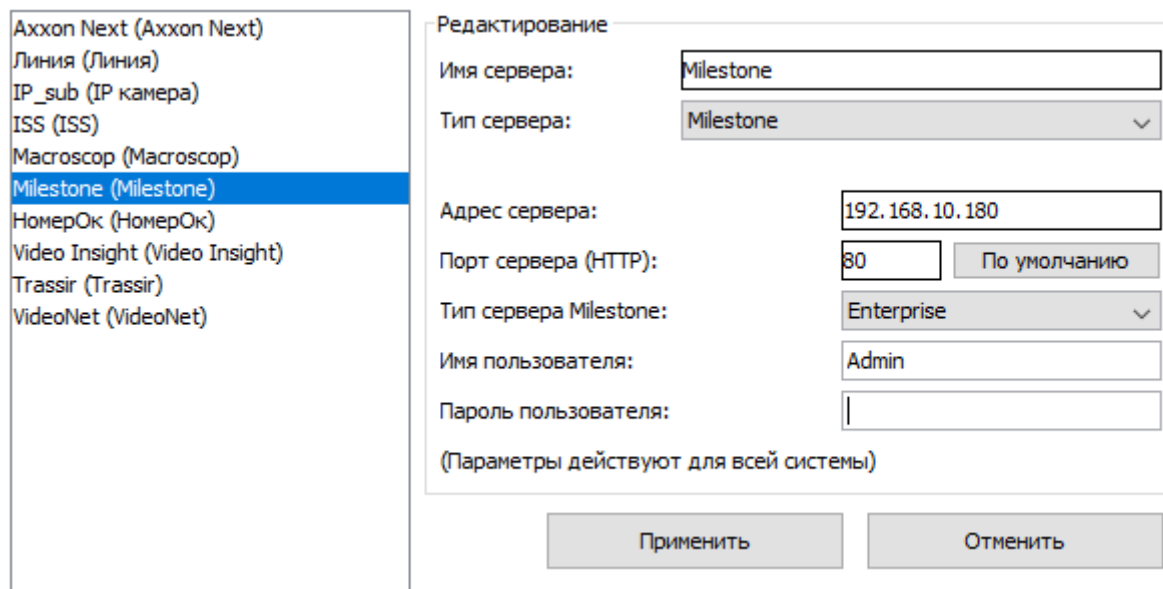 Axxon Next (Axxon Next)
Линия (Линия)
IP_sub (IP камера)
ISS (ISS)
Macroscop (Macroscop)
Milestone (Milestone)
НомерОк (НомерОк)
Video Insight (Video Insight)
Trassir (Trassir)
VideoNet (VideoNet)
Редактирование
Имя сервера: Milestone
Тип сервера: Milestone
Адрес сервера: 192.168.10.180
Порт сервера (HTTP): 80 По умолчанию
Тип сервера Milestone: Enterprise
Имя пользователя: Admin
Пароль пользователя:
(Параметры действуют для всей системы)
Применить Отменить